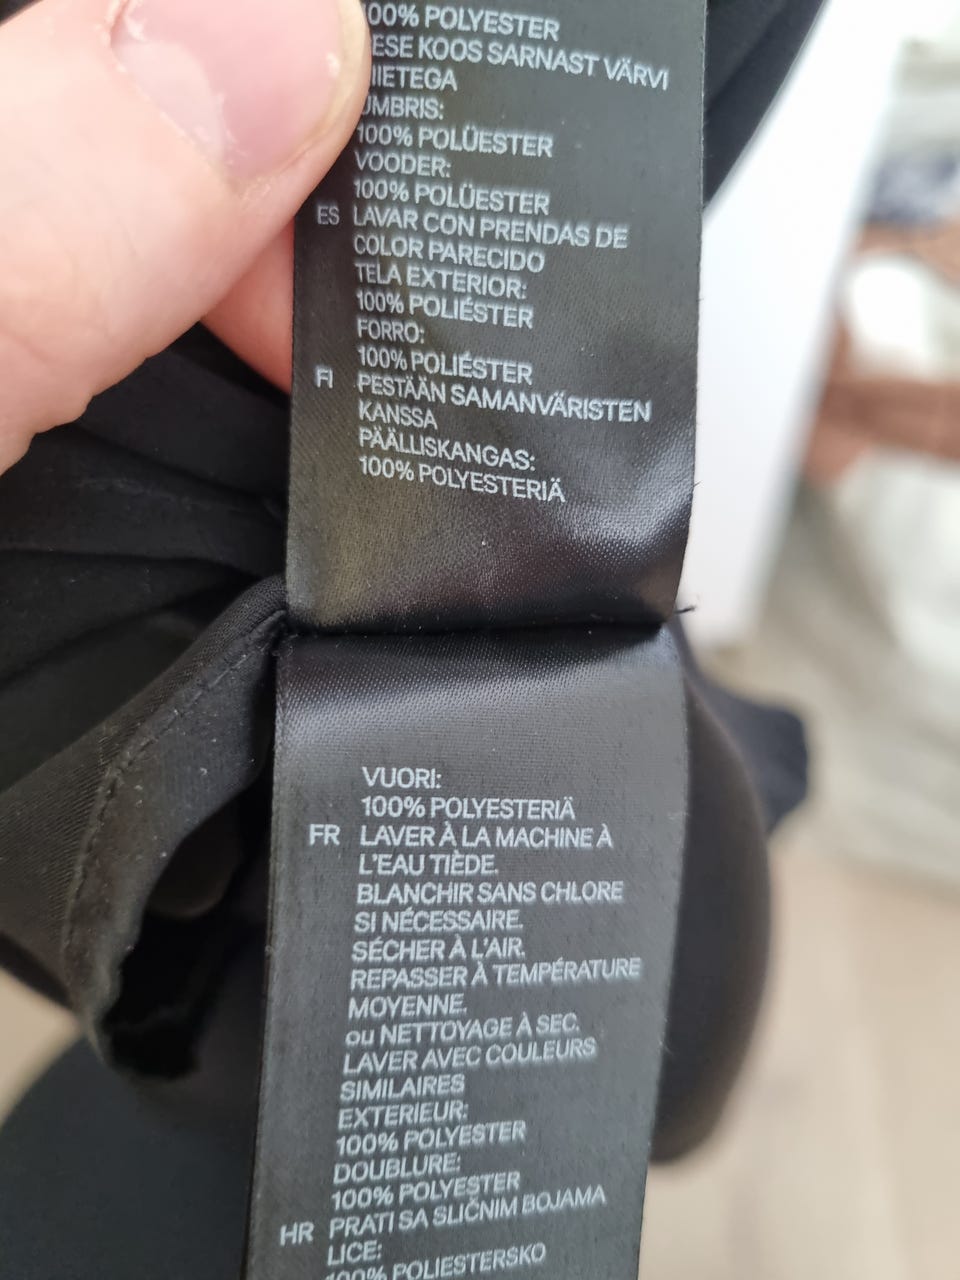 100% POLYESTER
PESE KOOS SARNAST VÄRVI
ÜMBRIS:
100% POLÜESTER
VOODER:
100% POLÜESTER
ES LAVAR CON PRENDAS DE
COLOR PARECIDO
TELA EXTERIOR:
100% POLIÉSTER
FORRO:
100% POLIÉSTER
FI PESTÄÄN SAMANVÄRISTEN
KANSSA
PÄÄLLISKANGAS:
100% POLYESTERIÄ
VUORI:
100% POLYESTERIÄ
FR LAVER À LA MACHINE À
L'EAU TIÈDE.
BLANCHIR SANS CHLORE
SI NÉCESSAIRE.
SÉCHER À L'AIR.
REPASSER À TEMPÉRATURE
MOYENNE.
ou NETTOYAGE À SEC.
LAVER AVEC COULEURS
SIMILAIRES
EXTERIEUR:
100% POLYESTER
DOUBLURE:
100% POLYESTER
HR PRATI SA SLIČNIM BOJAMA
LICE:
100% POLIESTERSKO